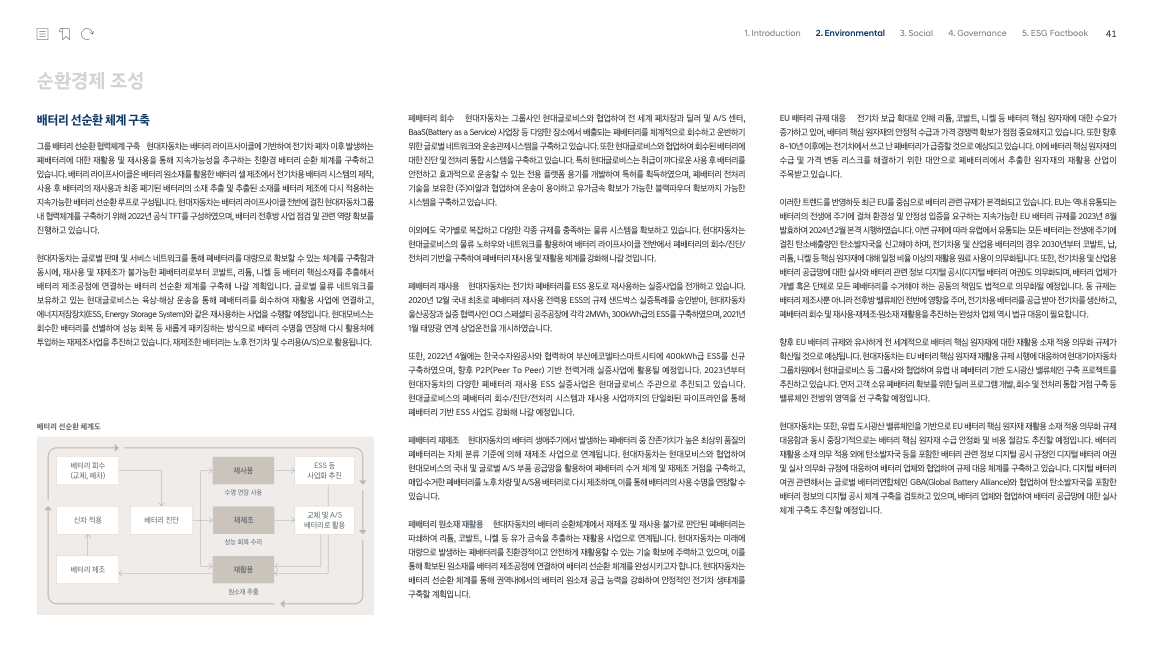 1. Introduction 2. Environmental 3. Social 4. Governance 5. ESG Factbook 41
순환경제 조성
배터리 선순환 체계 구축
그룹 배터리 선순환 협력체계 구축 현대자동차는 배터리 라이프사이클에 기반하여 전기차 폐차 이후 발생하는
폐배터리에 대한 재활용 및 재사용을 통해 지속가능성을 추구하는 친환경 배터리 순환 체계를 구축하고
있습니다. 배터리 라이프사이클은 배터리 원소재를 활용한 배터리 셀 제조에서 전기차용 배터리 시스템의 제작,
사용 후 배터리의 재사용과 최종 폐기된 배터리의 소재 추출 및 추출된 소재를 배터리 제조에 다시 적용하는
지속가능한 배터리 선순환 루프로 구성됩니다. 현대자동차는 배터리 라이프사이클 전반에 걸친 현대자동차그룹
내 협력체계를 구축하기 위해 2022년 공식 TFT를 구성하였으며, 배터리 전후방 사업 점검 및 관련 역량 확보를
진행하고 있습니다.
현대자동차는 글로벌 판매 및 서비스 네트워크를 통해 폐배터리를 대량으로 확보할 수 있는 체계를 구축함과
동시에, 재사용 및 재제조가 불가능한 폐배터리로부터 코발트, 리튬, 니켈 등 배터리 핵심소재를 추출해서
배터리 제조공정에 연결하는 배터리 선순환 체계를 구축해 나갈 계획입니다. 글로벌 물류 네트워크를
보유하고 있는 현대글로비스는 육상·해상 운송을 통해 폐배터리를 회수하여 재활용 사업에 연결하고,
에너지저장장치(ESS, Energy Storage System)와 같은 재사용하는 사업을 수행할 예정입니다. 현대모비스는
회수한 배터리를 선별하여 성능 회복 등 새롭게 패키징하는 방식으로 배터리 수명을 연장해 다시 활용처에
투입하는 재제조사업을 추진하고 있습니다. 재제조한 배터리는 노후 전기차 및 수리용(A/S)으로 활용됩니다.
배터리 선순환 체계도
배터리 회수
(교체, 폐차)
재사용
수명 연장 사용
ESS 등
사업화 추진
신차 적용
배터리 진단
재제조
성능 회복 수리
교체 및 A/S
배터리로 활용
배터리 제조
재활용
원소재 추출
폐배터리 회수 현대자동차는 그룹사인 현대글로비스와 협업하여 전 세계 폐차장과 딜러 및 A/S 센터,
BaaS(Battery as a Service) 사업장 등 다양한 장소에서 배출되는 폐배터리를 체계적으로 회수하고 운반하기
위한 글로벌 네트워크와 운송관제시스템을 구축하고 있습니다. 또한 현대글로비스와 협업하여 회수된 배터리에
대한 진단 및 전처리 통합 시스템을 구축하고 있습니다. 특히 현대글로비스는 취급이 까다로운 사용 후 배터리를
안전하고 효과적으로 운송할 수 있는 전용 플랫폼 용기를 개발하여 특허를 획득하였으며, 폐배터리 전처리
기술을 보유한 (주)이알과 협업하여 운송이 용이하고 유가금속 확보가 가능한 블랙파우더 확보까지 가능한
시스템을 구축하고 있습니다.
이외에도 국가별로 복잡하고 다양한 각종 규제를 충족하는 물류 시스템을 확보하고 있습니다. 현대자동차는
현대글로비스의 물류 노하우와 네트워크를 활용하여 배터리 라이프사이클 전반에서 폐배터리의 회수/진단/
전처리 기반을 구축하여 폐배터리 재사용 및 재활용 체계를 강화해 나갈 것입니다.
폐배터리 재사용 현대자동차는 전기차 폐배터리를 ESS 용도로 재사용하는 실증사업을 전개하고 있습니다.
2020년 12월 국내 최초로 폐배터리 재사용 전력용 ESS의 규제 샌드박스 실증특례를 승인받아, 현대자동차
울산공장과 실증 협력사인 OCI 스페셜티 공주공장에 각각 2MWh, 300kWh급의 ESS를 구축하였으며, 2021년
1월 태양광 연계 상업운전을 개시하였습니다.
또한, 2022년 4월에는 한국수자원공사와 협력하여 부산에코델타스마트시티에 400kWh급 ESS를 신규
구축하였으며, 향후 P2P(Peer To Peer) 기반 전력거래 실증사업에 활용될 예정입니다. 2023년부터
현대자동차의 다양한 폐배터리 재사용 ESS 실증사업은 현대글로비스 주관으로 추진되고 있습니다.
현대글로비스의 폐배터리 회수/진단/전처리 시스템과 재사용 사업까지의 단일화된 파이프라인을 통해
폐배터리 기반 ESS 사업도 강화해 나갈 예정입니다.
폐배터리 재제조 현대자동차의 배터리 생애주기에서 발생하는 폐배터리 중 잔존가치가 높은 최상위 품질의
폐배터리는 자체 분류 기준에 의해 재제조 사업으로 연계됩니다. 현대자동차는 현대모비스와 협업하여
현대모비스의 국내 및 글로벌 A/S 부품 공급망을 활용하여 폐배터리 수거 체계 및 재제조 거점을 구축하고,
매입·수거한 폐배터리를 노후 차량 및 A/S용 배터리로 다시 제조하며, 이를 통해 배터리의 사용 수명을 연장할 수
있습니다.
폐배터리 원소재 재활용 현대자동차의 배터리 순환체계에서 재제조 및 재사용 불가로 판단된 폐배터리는
파쇄하여 리튬, 코발트, 니켈 등 유가 금속을 추출하는 재활용 사업으로 연계됩니다. 현대자동차는 미래에
대량으로 발생하는 폐배터리를 친환경적이고 안전하게 재활용할 수 있는 기술 확보에 주력하고 있으며, 이를
통해 확보된 원소재를 배터리 제조공정에 연결하여 배터리 선순환 체계를 완성시키고자 합니다. 현대자동차는
배터리 선순환 체계를 통해 권역내에서의 배터리 원소재 공급 능력을 강화하여 안정적인 전기차 생태계를
구축할 계획입니다.
EU 배터리 규제 대응 전기차 보급 확대로 인해 리튬, 코발트, 니켈 등 배터리 핵심 원자재에 대한 수요가
증가하고 있어, 배터리 핵심 원자재의 안정적 수급과 가격 경쟁력 확보가 점점 중요해지고 있습니다. 또한 향후
8~10년 이후에는 전기차에서 쓰고 난 폐배터리가 급증할 것으로 예상되고 있습니다. 이에 배터리 핵심 원자재의
수급 및 가격 변동 리스크를 해결하기 위한 대안으로 폐배터리에서 추출한 원자재의 재활용 산업이
주목받고 있습니다.
이러한 트렌드를 반영하듯 최근 EU를 중심으로 배터리 관련 규제가 본격화되고 있습니다. EU는 역내 유통되는
배터리의 전생애 주기에 걸쳐 환경성 및 안정성 입증을 요구하는 지속가능한 EU 배터리 규제를 2023년 8월
발효하여 2024년 2월 본격 시행하였습니다. 이번 규제에 따라 유럽에서 유통되는 모든 배터리는 전생애 주기에
걸친 탄소배출량인 탄소발자국을 신고해야 하며, 전기차용 및 산업용 배터리의 경우 2030년부터 코발트, 납,
리튬, 니켈 등 핵심 원자재에 대해 일정 비율 이상의 재활용 원료 사용이 의무화됩니다. 또한, 전기차용 및 산업용
배터리 공급망에 대한 실사와 배터리 관련 정보 디지털 공시(디지털 배터리 여권)도 의무화되며, 배터리 업체가
개별 혹은 단체로 모든 폐배터리를 수거해야 하는 공동의 책임도 법적으로 의무화될 예정입니다. 동 규제는
배터리 제조사뿐 아니라 전후방 밸류체인 전반에 영향을 주어, 전기차용 배터리를 공급 받아 전기차를 생산하고,
폐배터리 회수 및 재사용·재제조·원소재 재활용을 추진하는 완성차 업체 역시 법규 대응이 필요합니다.
향후 EU 배터리 규제와 유사하게 전 세계적으로 배터리 핵심 원자재에 대한 재활용 소재 적용 의무화 규제가
확산될 것으로 예상됩니다. 현대자동차는 EU 배터리 핵심 원자재 재활용 규제 시행에 대응하여 현대기아자동차
그룹차원에서 현대글로비스 등 그룹사와 협업하여 유럽 내 폐배터리 기반 도시광산 밸류체인 구축 프로젝트를
추진하고 있습니다. 먼저 고객 소유 폐배터리 확보를 위한 딜러 프로그램 개발, 회수 및 전처리 통합 거점 구축 등
밸류체인 전방위 영역을 선 구축할 예정입니다.
현대자동차는 또한, 유럽 도시광산 밸류체인을 기반으로 EU 배터리 핵심 원자재 재활용 소재 적용 의무화 규제
대응함과 동시 중장기적으로는 배터리 핵심 원자재 수급 안정화 및 비용 절감도 추진할 예정입니다. 배터리
재활용 소재 의무 적용 외에 탄소발자국 등을 포함한 배터리 관련 정보 디지털 공시 규정인 디지털 배터리 여권
및 실사 의무화 규정에 대응하여 배터리 업체와 협업하여 규제 대응 체계를 구축하고 있습니다. 디지털 배터리
여권 관련해서는 글로벌 배터리연합체인 GBA(Global Battery Alliance)와 협업하여 탄소발자국을 포함한
배터리 정보의 디지털 공시 체계 구축을 검토하고 있으며, 배터리 업체와 협업하여 배터리 공급망에 대한 실사
체계 구축도 추진할 예정입니다.